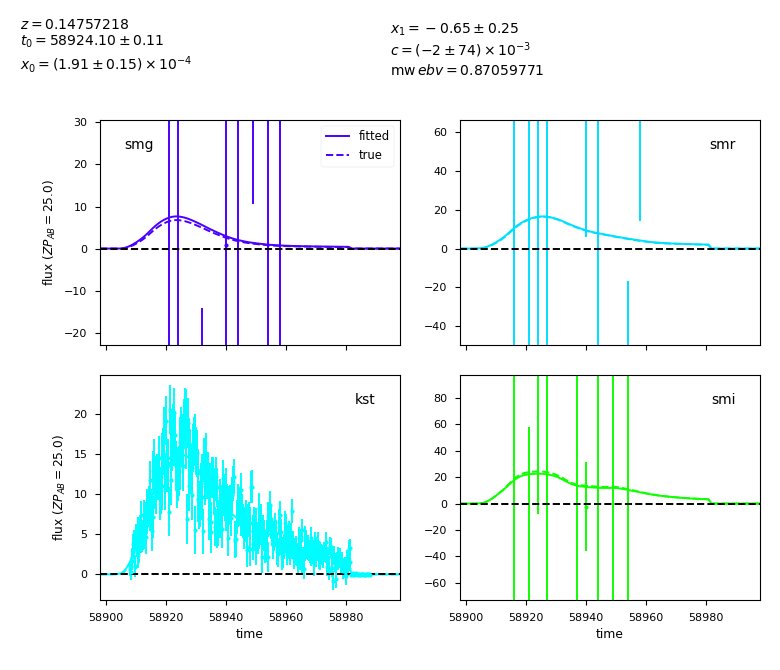 z = 0.14757218
t₀ = 58924.10 ± 0.11
x₀ = (1.91 ± 0.15) × 10⁻⁴
x₁ = −0.65 ± 0.25
c = (−2 ± 74) × 10⁻³
mw ebv = 0.87059771
smg
fitted
true
30
20
10
0
−10
−20
flux (ZP_AB = 25.0)
smr
60
40
20
0
−20
−40
kst
20
15
10
5
0
flux (ZP_AB = 25.0)
58900 58920 58940 58960 58980
time
smi
80
60
40
20
0
−20
−40
−60
58900 58920 58940 58960 58980
time